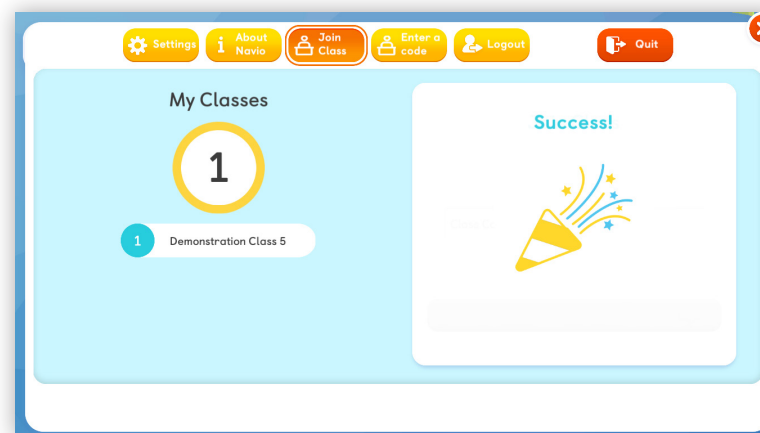 Settings
About
Navio
Join
Class
Enter a
code
Logout
Quit
My Classes
1
1 Demonstration Class 5
Success!